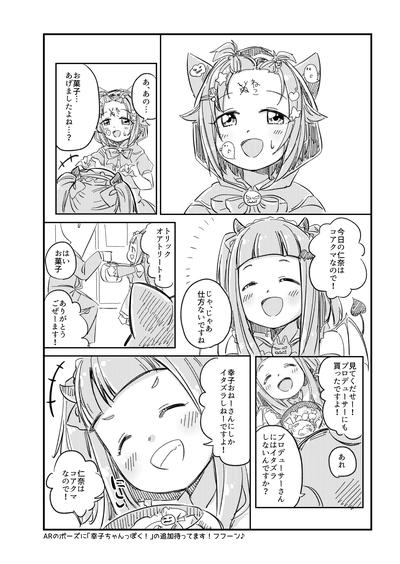 ねこ
あ、あの…
お菓子…
あげましたよね…?
今日の仁奈は
コアクマなので!
じゃ、じゃあ
仕方ないですね
トリック
オアトリート!
はい
お菓子
ありがとう
ごぜーます!
見てくだせー!
プロデューサーにも
貰ったですよ!
あれ
プロデューサーさん
にはイタズラ
しないんですか?
幸子おねーさんにしか
イタズラしねーですよ!
仁奈は
コアクマ
なので!
ARのポーズに「幸子ちゃんっぽく!」の追加待ってます!フフーン♪